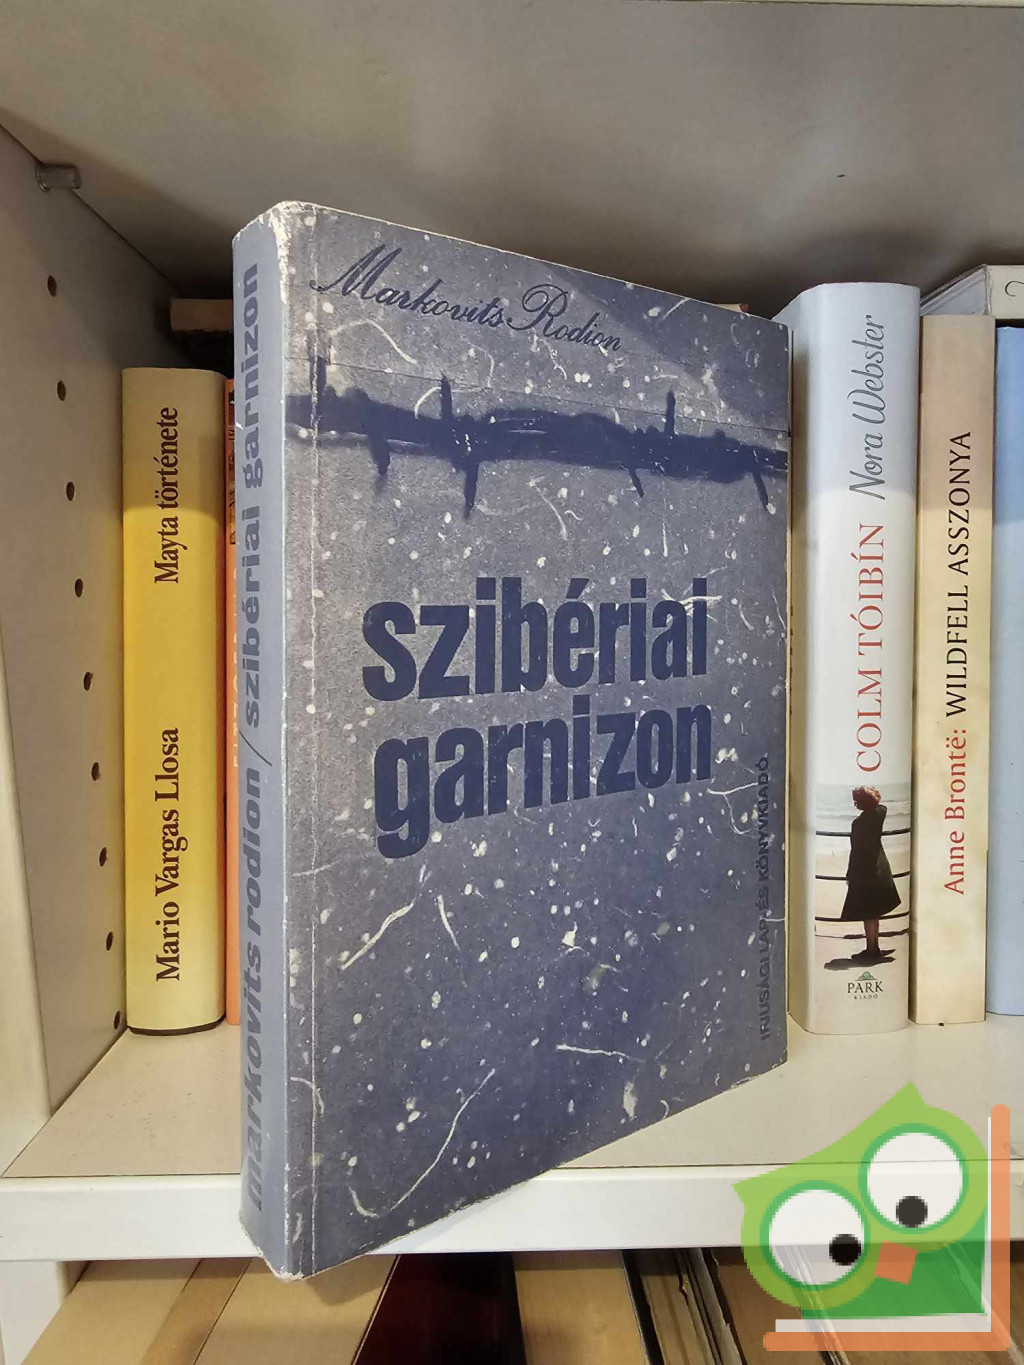 Markovits Rodion
szibériai
garnizon
IFJÚSÁGI LAP- ÉS KÖNYVKIADÓ
markovits rodion / szibériai garnizon
Mario Vargas Llosa Mayta története
COLM TÓIBÍN Nora Webster
PARK
KIADÓ
Anne Brontë: WILDFELL ASSZONYA